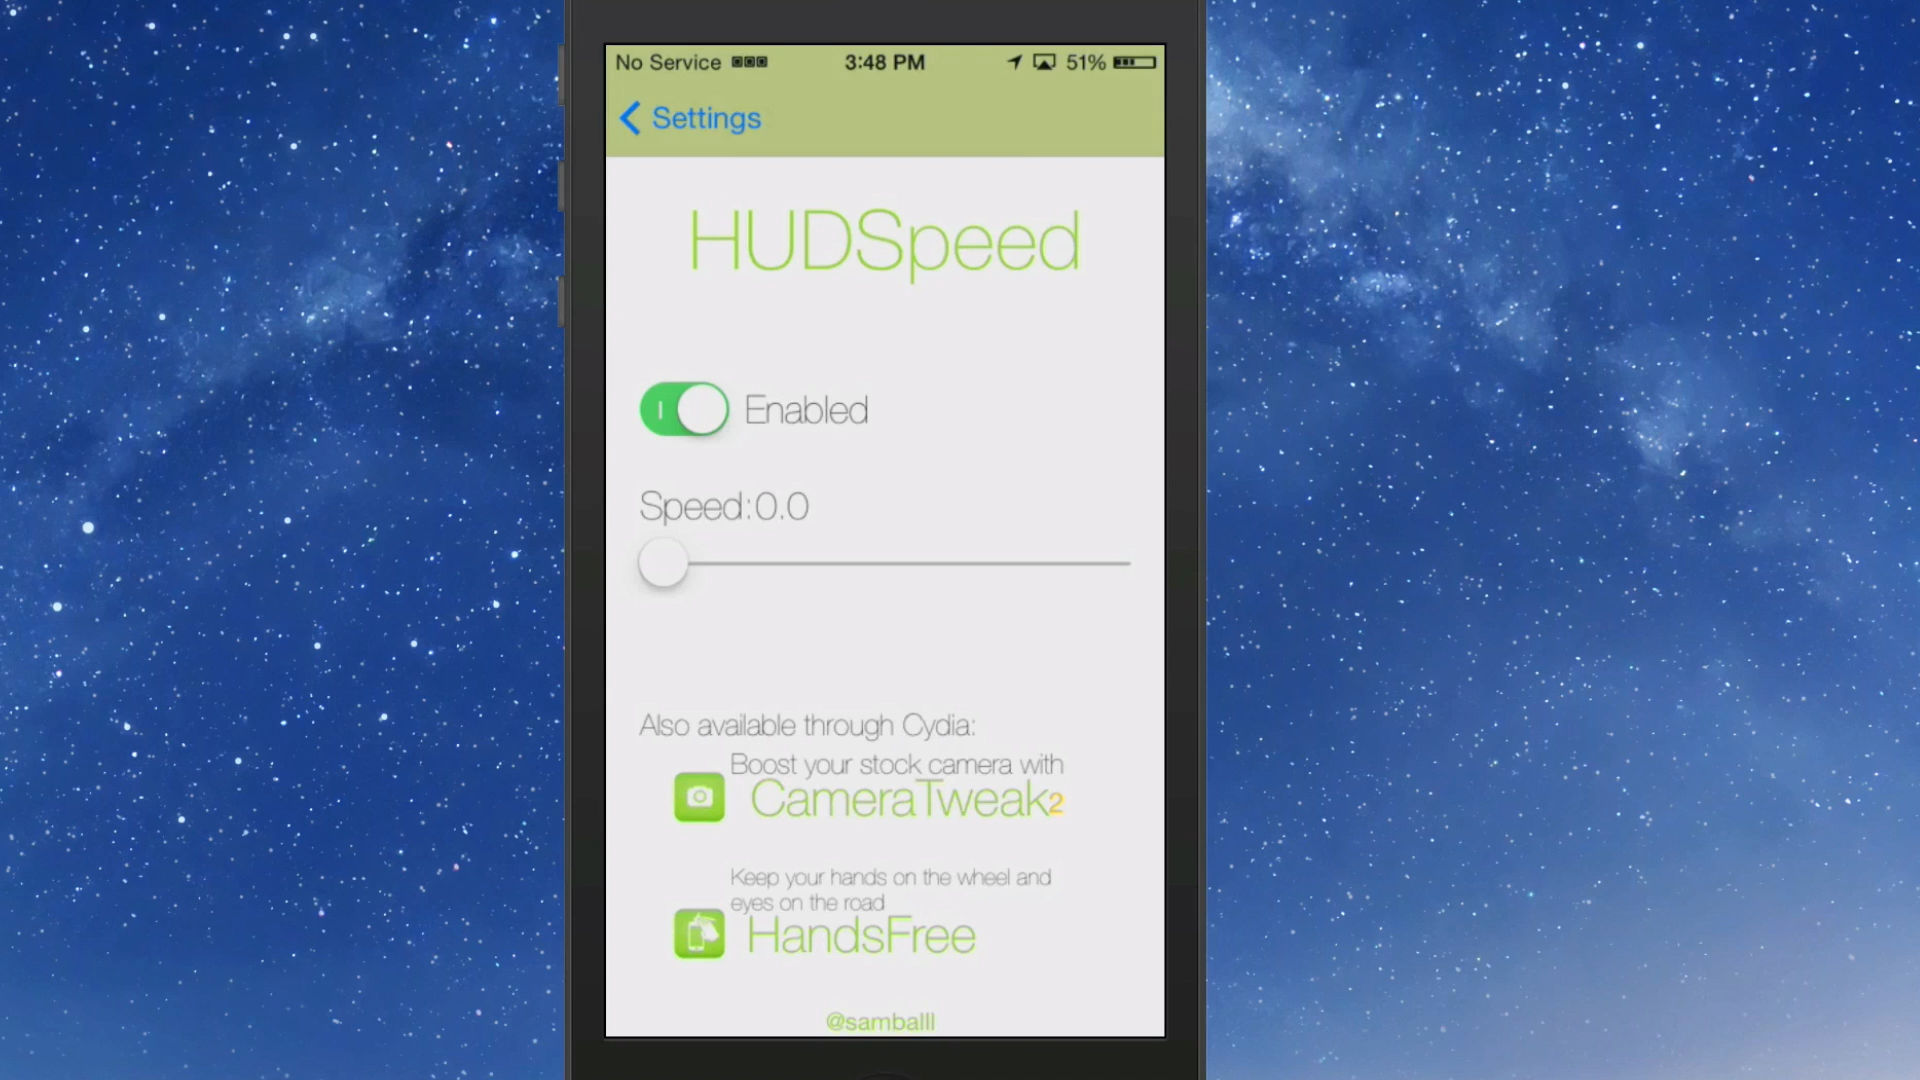 No Service 3:48 PM 51%
Settings
HUDSpeed
Enabled
Speed:0.0
Also available through Cydia:
Boost your stock camera with
CameraTweak2
Keep your hands on the wheel and
eyes on the road
HandsFree
@samballl